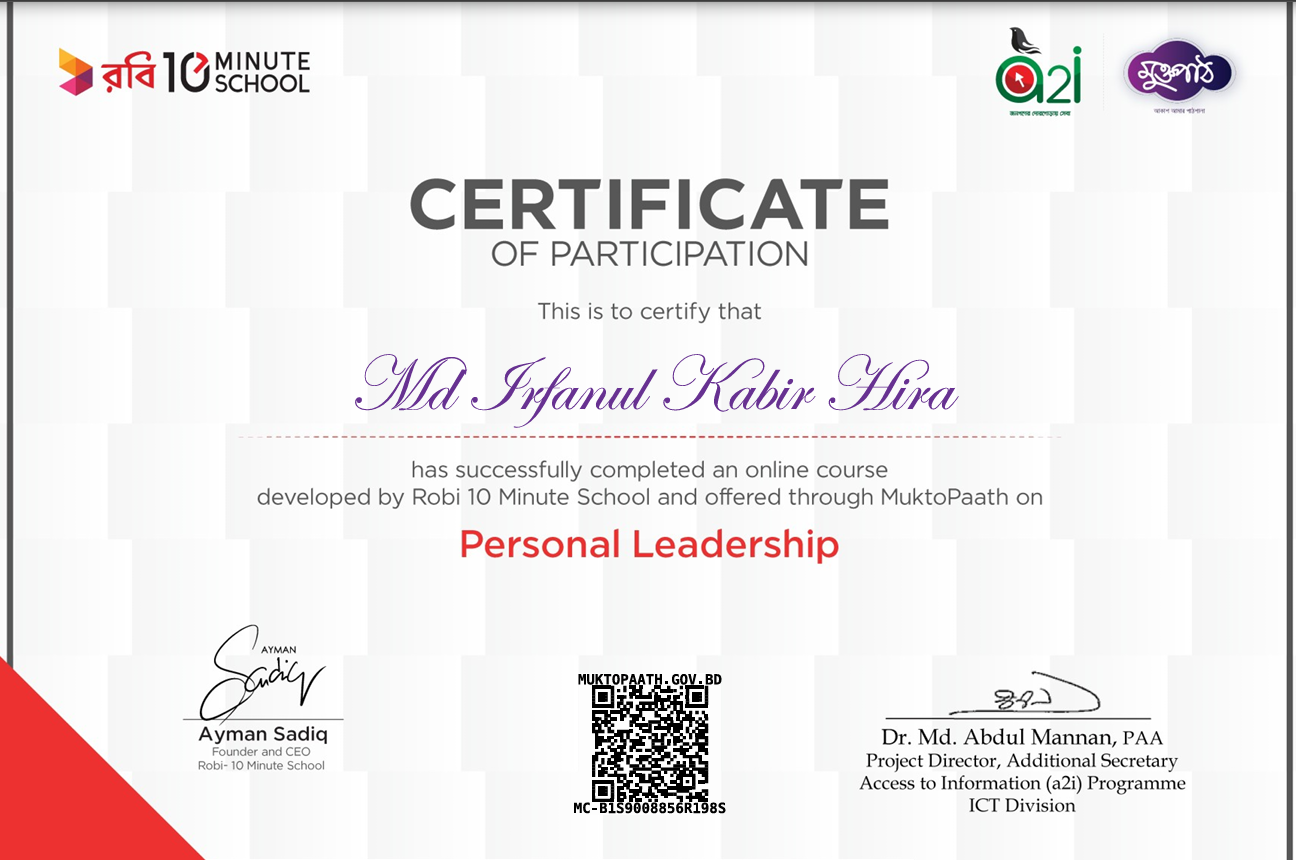 রবি 10 MINUTE SCHOOL
a2i
জনগণের দোরগোড়ায় সেবা
মুক্তপাঠ
আকাশ আমার পাঠশালা
CERTIFICATE
OF PARTICIPATION
This is to certify that
Md Irfanul Kabir Hira
has successfully completed an online course
developed by Robi 10 Minute School and offered through MuktoPaath on
Personal Leadership
AYMAN
Sadiq
Ayman Sadiq
Founder and CEO
Robi- 10 Minute School
MUKTOPAATH.GOV.BD
MC-B1S9008856R198S
Dr. Md. Abdul Mannan, PAA
Project Director, Additional Secretary
Access to Information (a2i) Programme
ICT Division